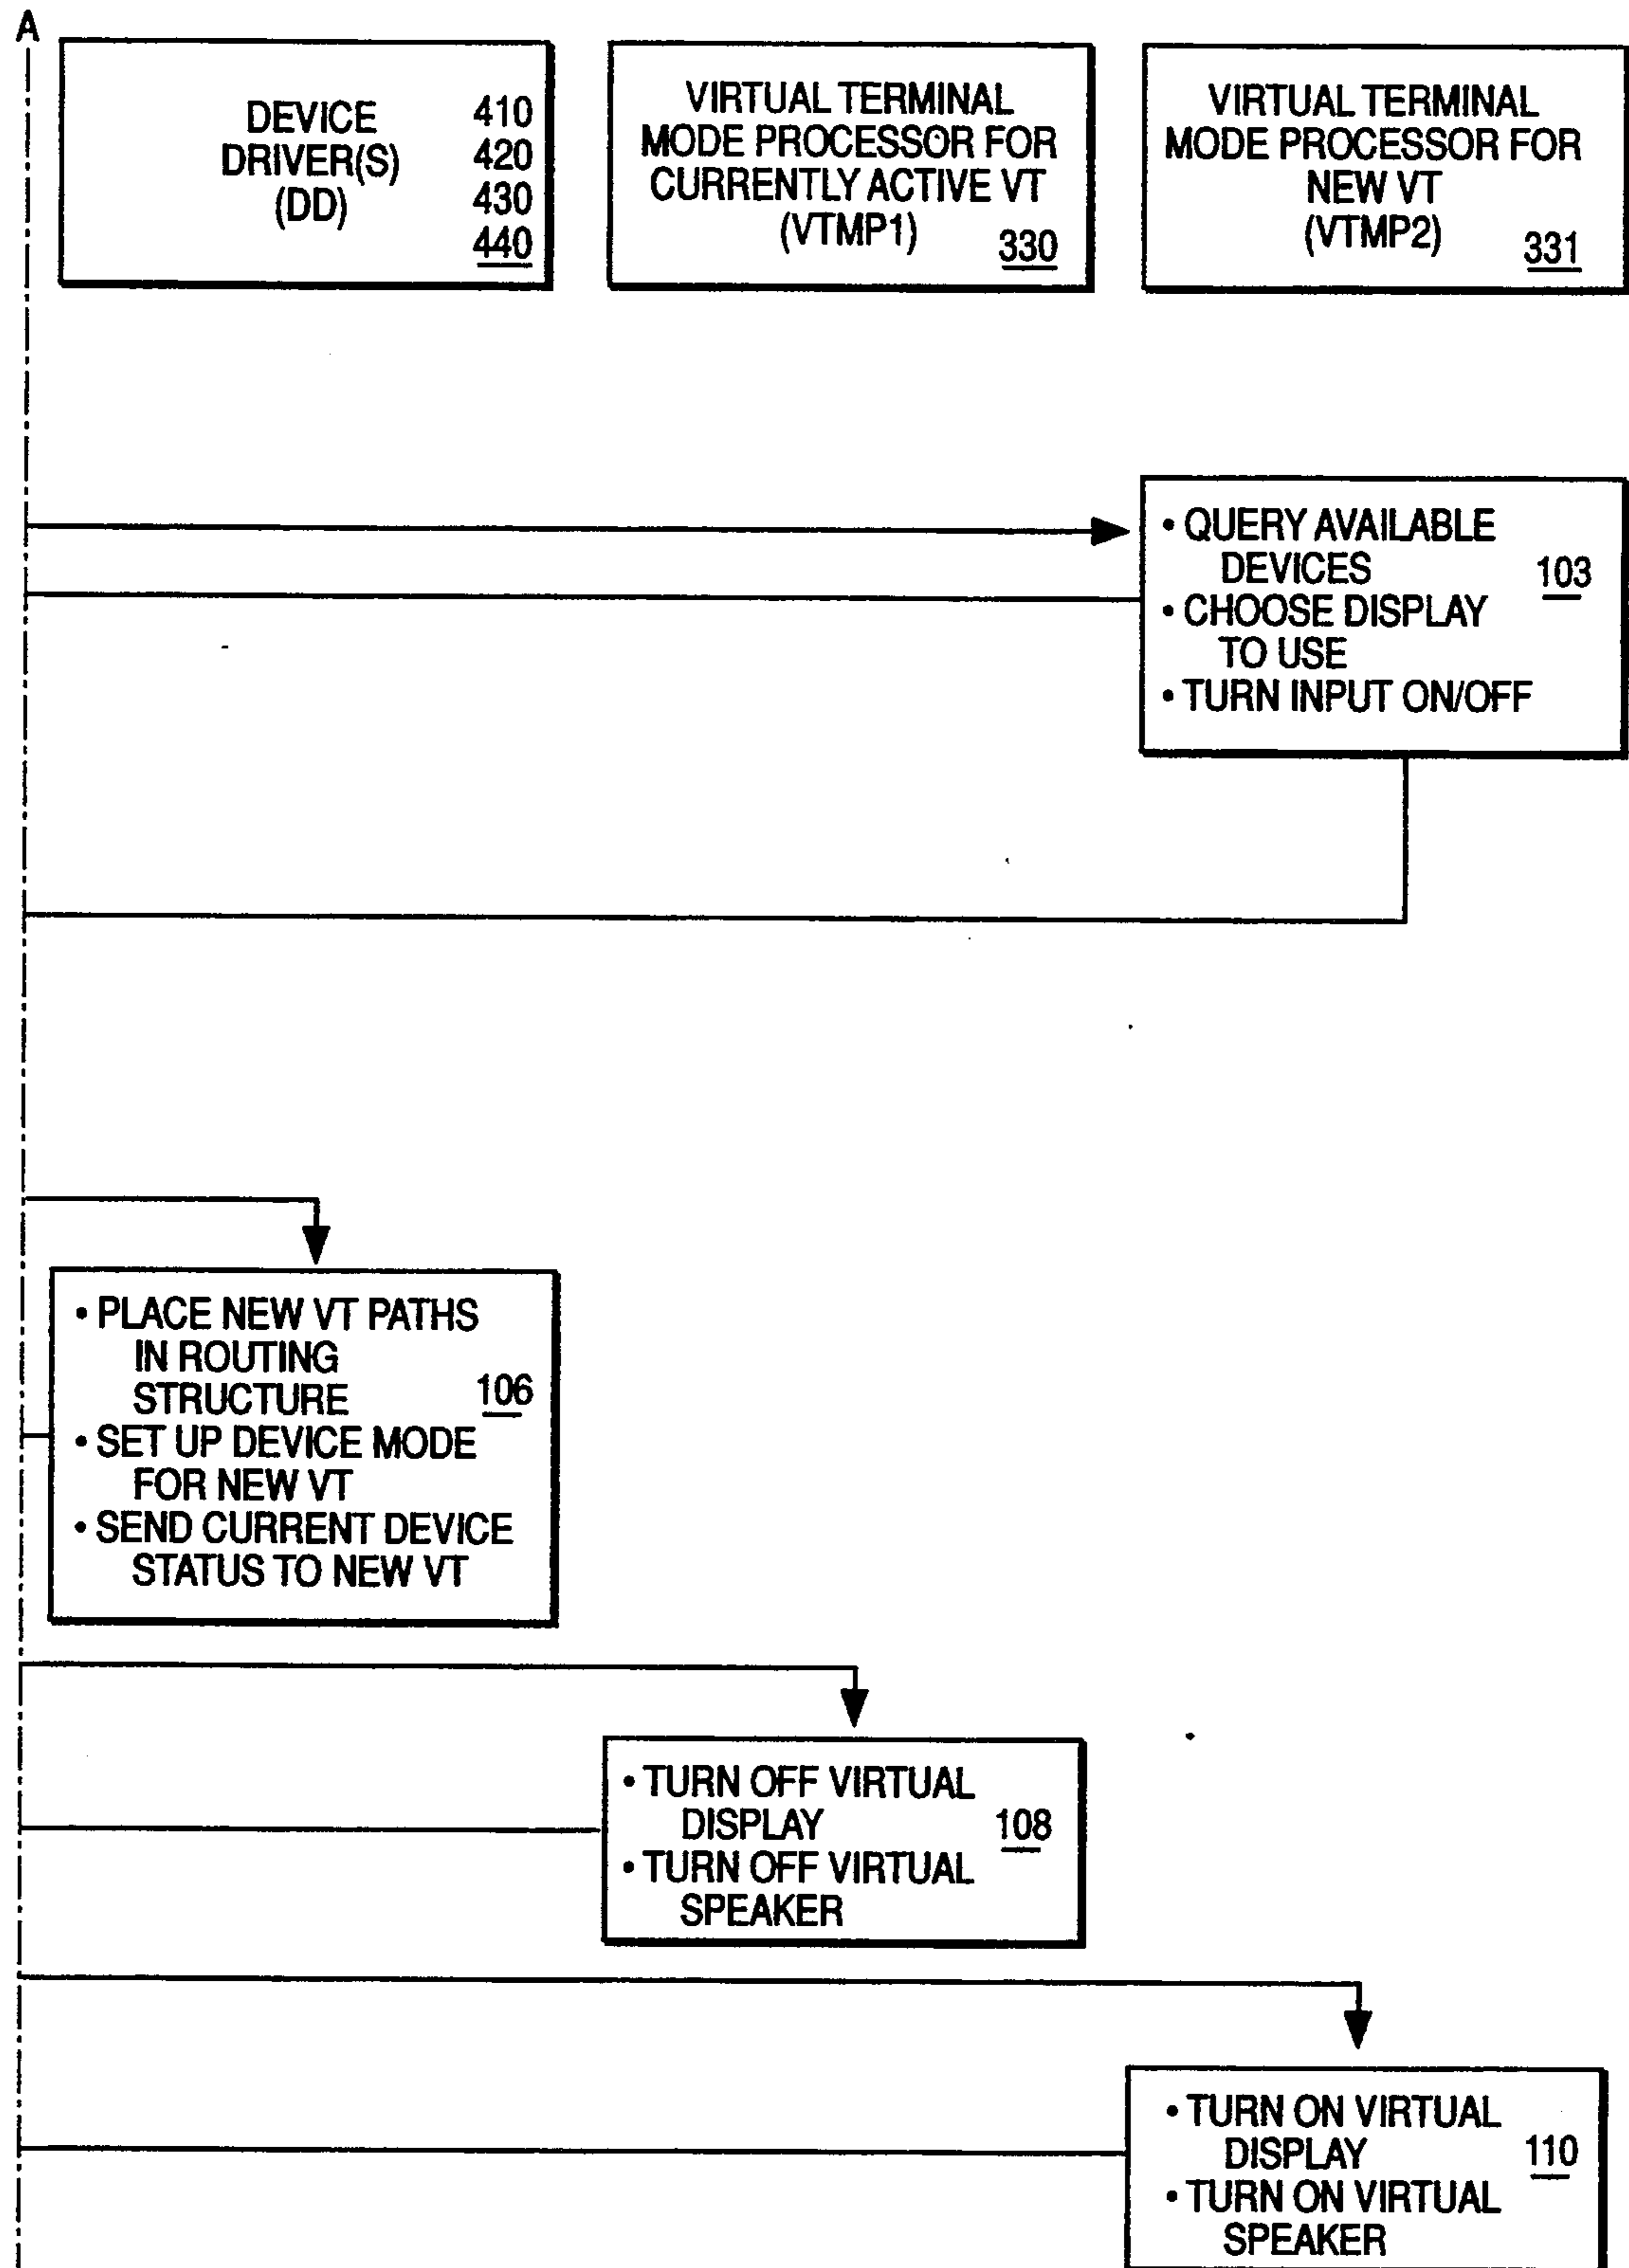 A
DEVICE
DRIVER(S)
(DD)
410
420
430
440
VIRTUAL TERMINAL
MODE PROCESSOR FOR
CURRENTLY ACTIVE VT
(VTMP1)
330
VIRTUAL TERMINAL
MODE PROCESSOR FOR
NEW VT
(VTMP2)
331
• QUERY AVAILABLE
DEVICES
103
• CHOOSE DISPLAY
TO USE
• TURN INPUT ON/OFF
• PLACE NEW VT PATHS
IN ROUTING
STRUCTURE
106
• SET UP DEVICE MODE
FOR NEW VT
• SEND CURRENT DEVICE
STATUS TO NEW VT
• TURN OFF VIRTUAL
DISPLAY
108
• TURN OFF VIRTUAL
SPEAKER
• TURN ON VIRTUAL
DISPLAY
110
• TURN ON VIRTUAL
SPEAKER